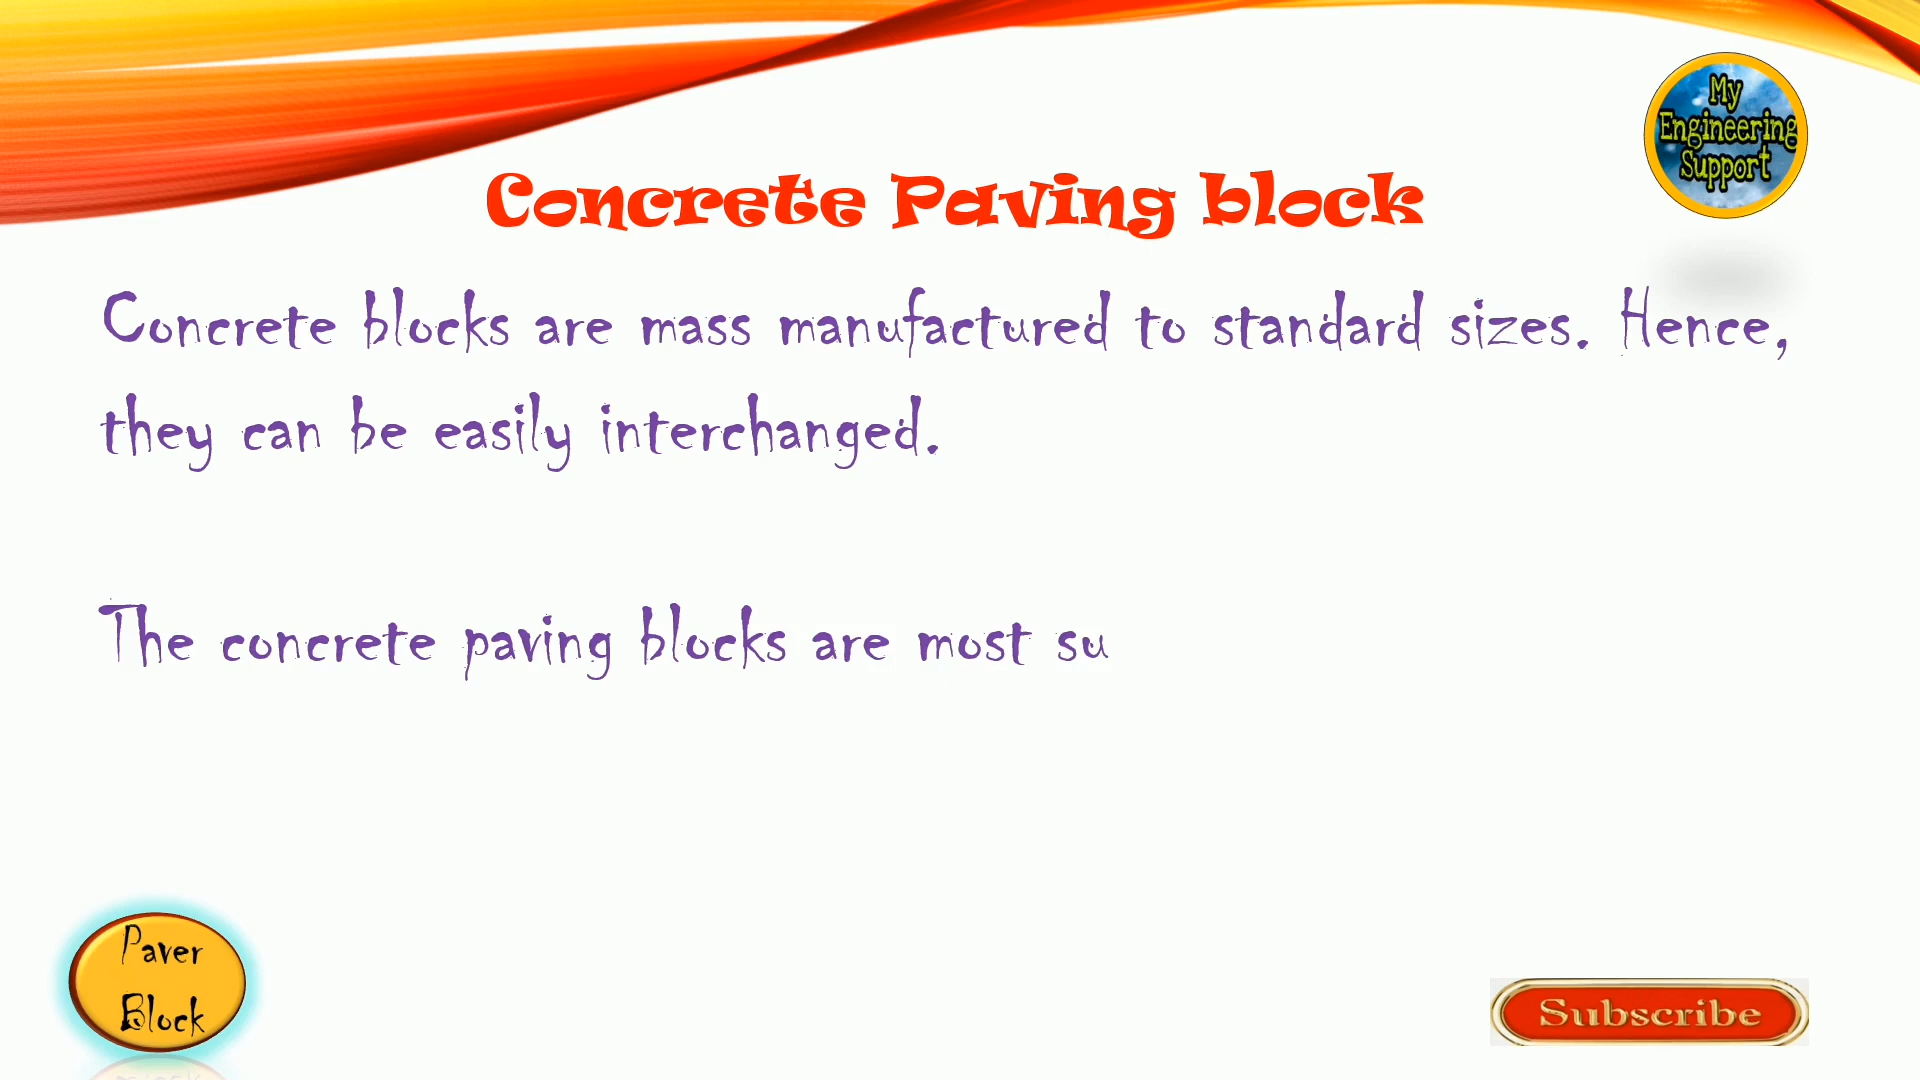 My
Engineering
Support
Concrete Paving block
Concrete blocks are mass manufactured to standard sizes. Hence,
they can be easily interchanged.
The concrete paving blocks are most su
Paver
Block
Subscribe